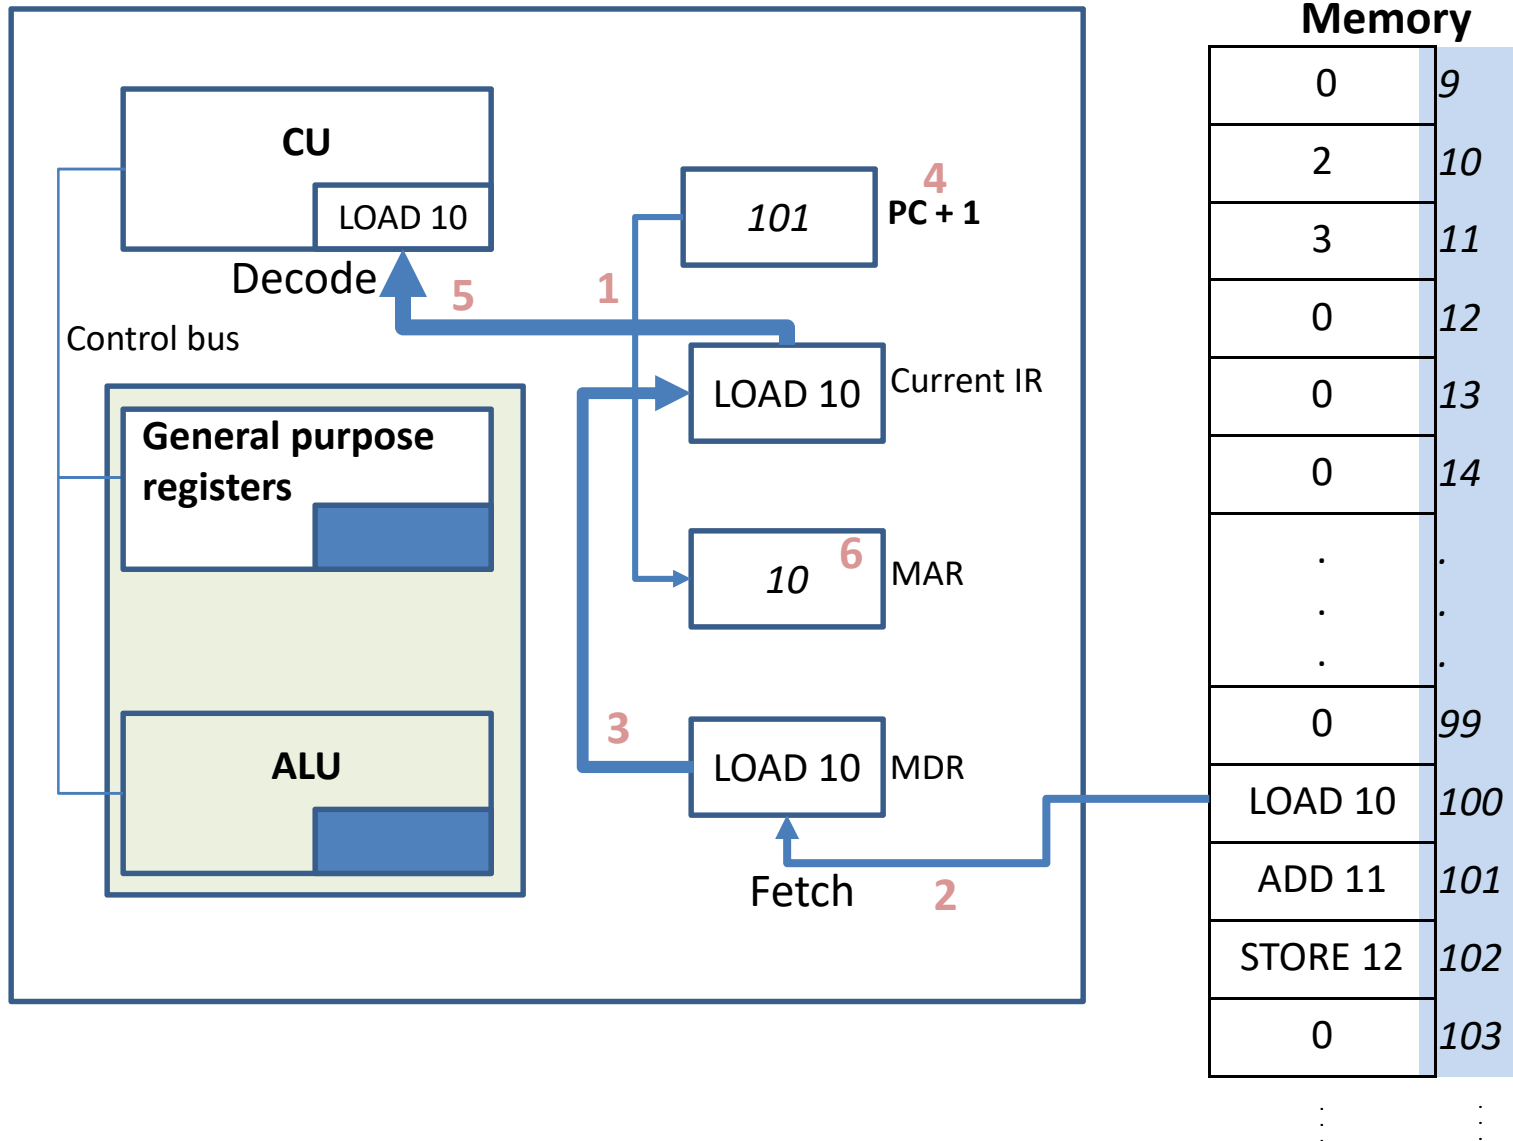 Memory
CU
LOAD 10
Decode
5
1
4
101
PC + 1
Control bus
LOAD 10
Current IR
General purpose
registers
10
6
MAR
3
LOAD 10
MDR
ALU
Fetch
2
0 9
2 10
3 11
0 12
0 13
0 14
. .
. .
. .
0 99
LOAD 10 100
ADD 11 101
STORE 12 102
0 103
. .
. .
. .